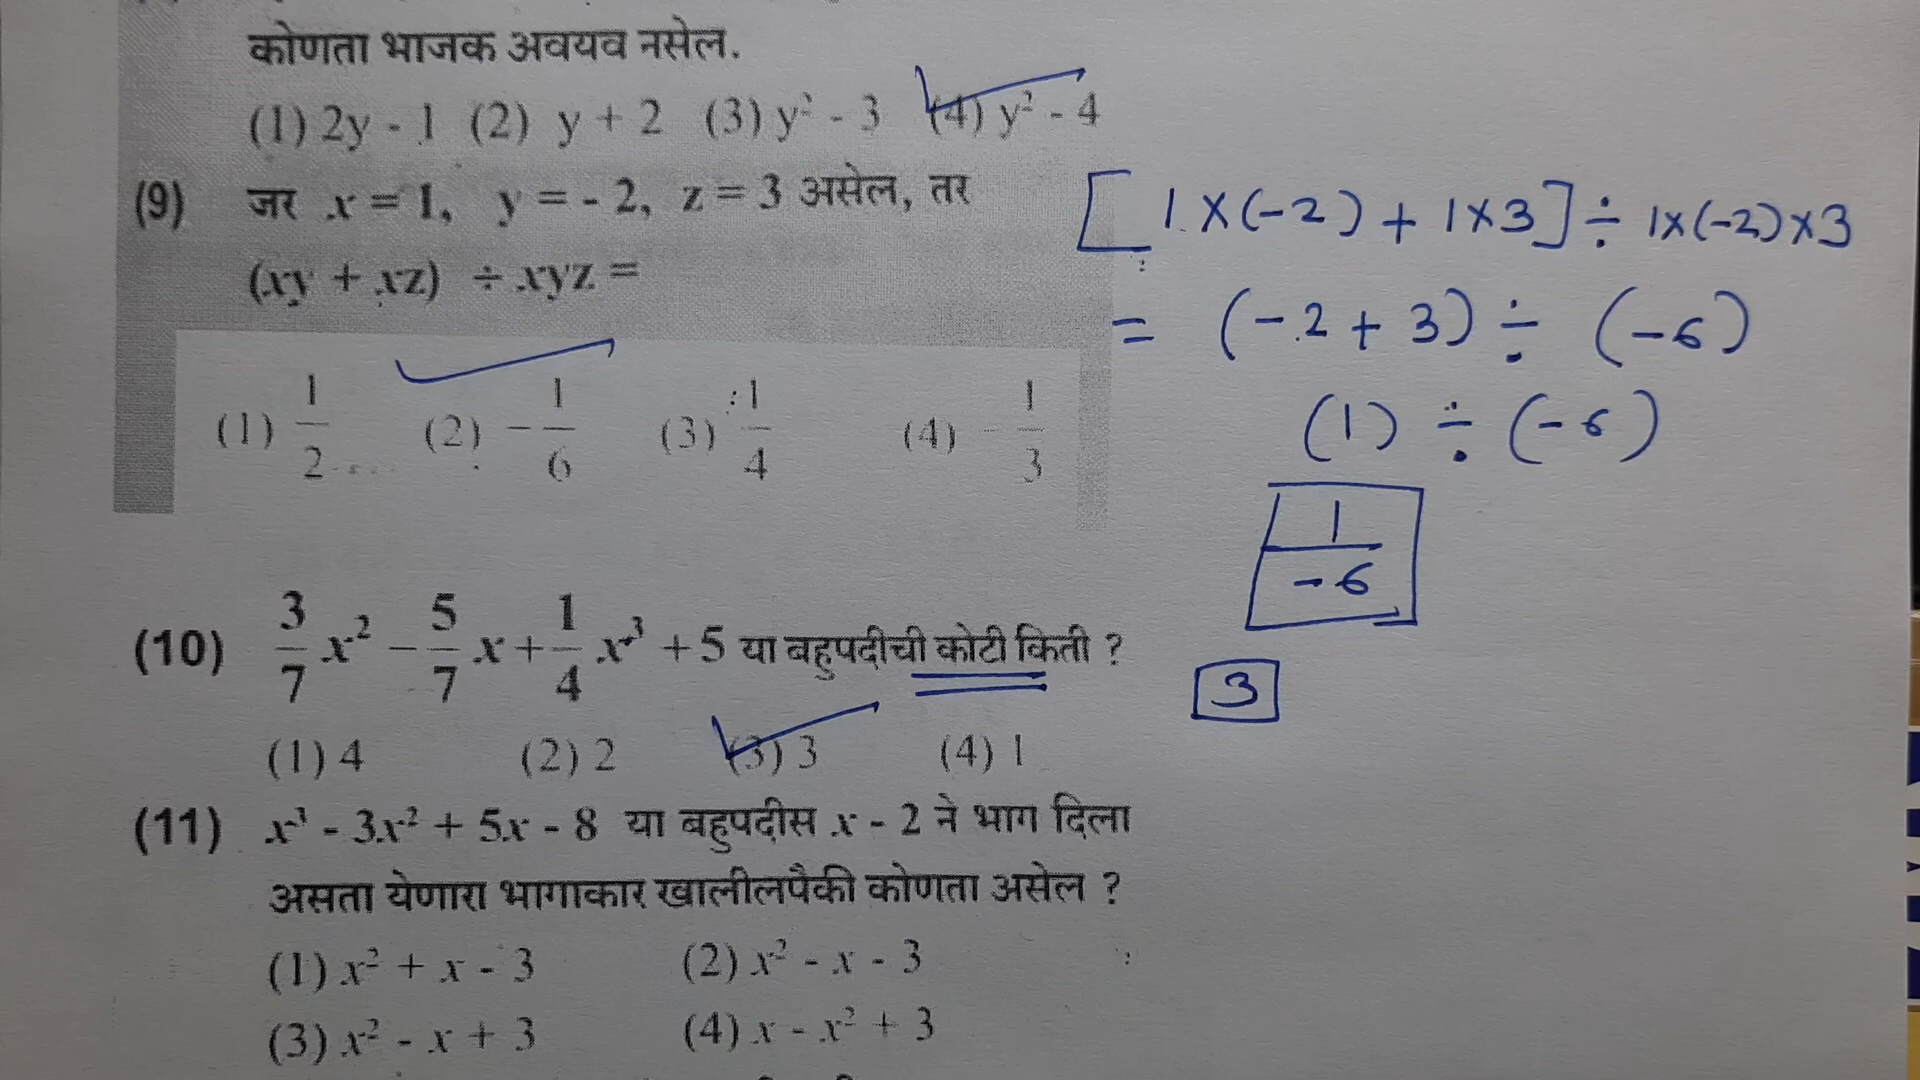 कोणता भाजक अवयव नसेल.
(1) 2y - 1 (2) y + 2 (3) y² - 3 (4) y² - 4
(9) जर x = 1, y = - 2, z = 3 असेल, तर
(xy + xz) ÷ xyz =
(1) 1/2 (2) - 1/6 (3) 1/4 (4) - 1/3
[1 × (-2) + 1 × 3] ÷ 1 × (-2) × 3
= (-2 + 3) ÷ (-6)
(1) ÷ (-6)
1/-6
(10) 3/7 x² - 5/7 x + 1/4 x³ + 5 या बहुपदीची कोटी किती ?
3
(1) 4 (2) 2 (3) 3 (4) 1
(11) x³ - 3x² + 5x - 8 या बहुपदीस x - 2 ने भाग दिला
असता येणारा भागाकार खालीलपैकी कोणता असेल ?
(1) x² + x - 3 (2) x² - x - 3
(3) x² - x + 3 (4) x - x² + 3